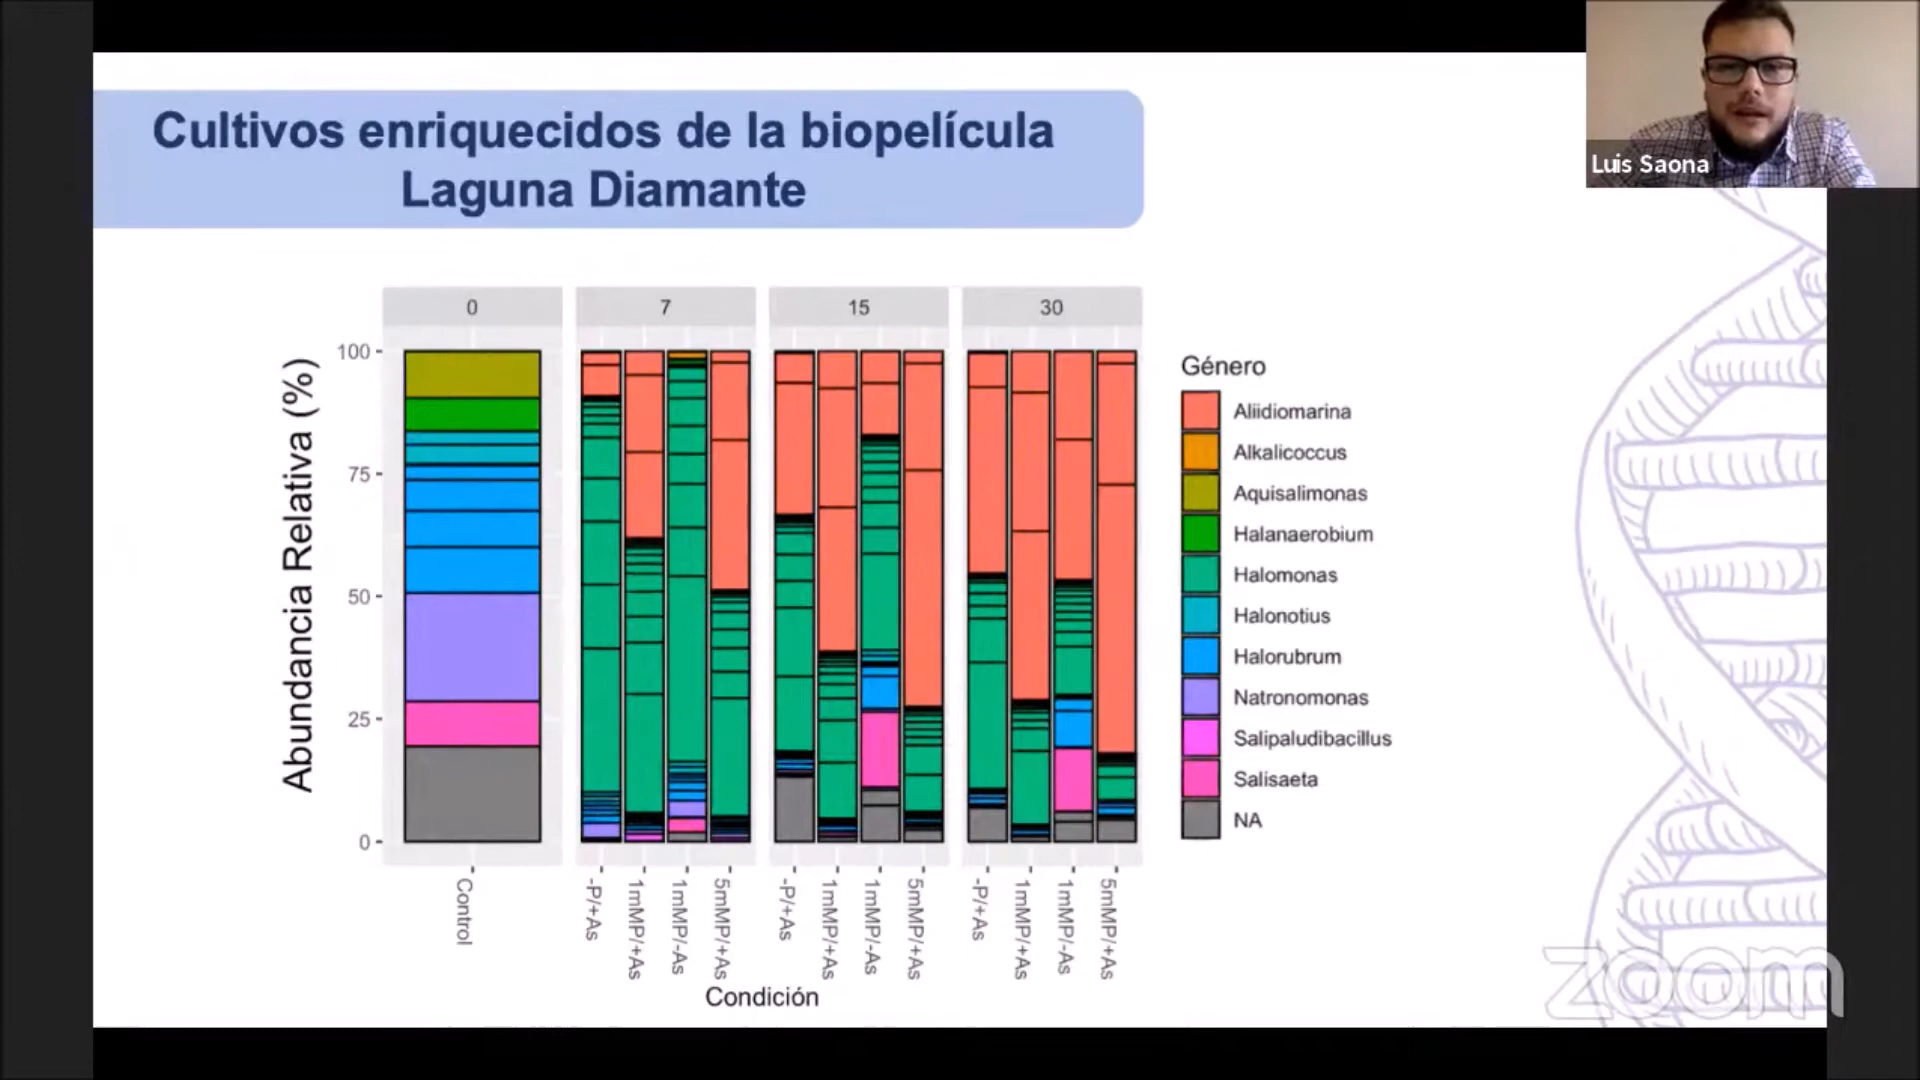 Luis Saona
Cultivos enriquecidos de la biopelícula
Laguna Diamante
0
7
15
30
100
75
50
25
0
Abundancia Relativa (%)
Control
-P/+As
1mMP/+As
1mMP/-As
5mMP/+As
-P/+As
1mMP/+As
1mMP/-As
5mMP/+As
-P/+As
1mMP/+As
1mMP/-As
5mMP/+As
Condición
Género
Aliidiomarina
Alkalicoccus
Aquisalimonas
Halanaerobium
Halomonas
Halonotius
Halorubrum
Natronomonas
Salipaludibacillus
Salisaeta
NA
zoom